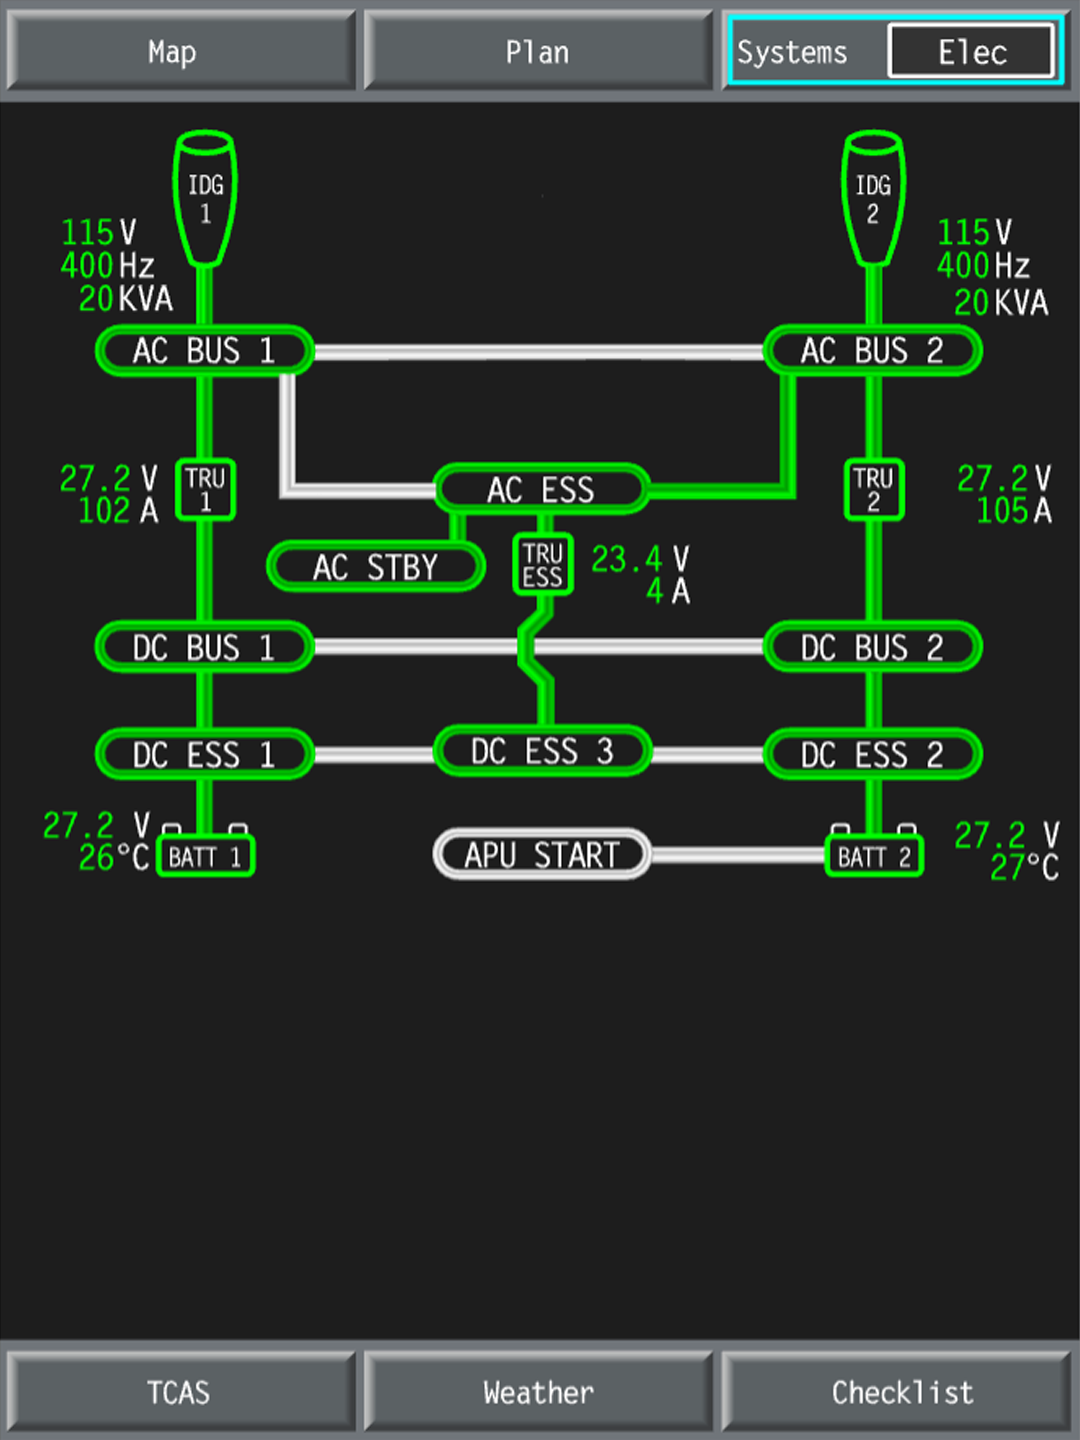 Map
Plan
Systems
Elec
IDG
1
115 V
400 Hz
20 KVA
IDG
2
115 V
400 Hz
20 KVA
AC BUS 1
AC BUS 2
27.2 V
102 A
TRU
1
AC ESS
TRU
2
27.2 V
105 A
AC STBY
TRU
ESS
23.4 V
4 A
DC BUS 1
DC BUS 2
DC ESS 1
DC ESS 3
DC ESS 2
27.2 V
26°C
BATT 1
APU START
BATT 2
27.2 V
27°C
TCAS
Weather
Checklist